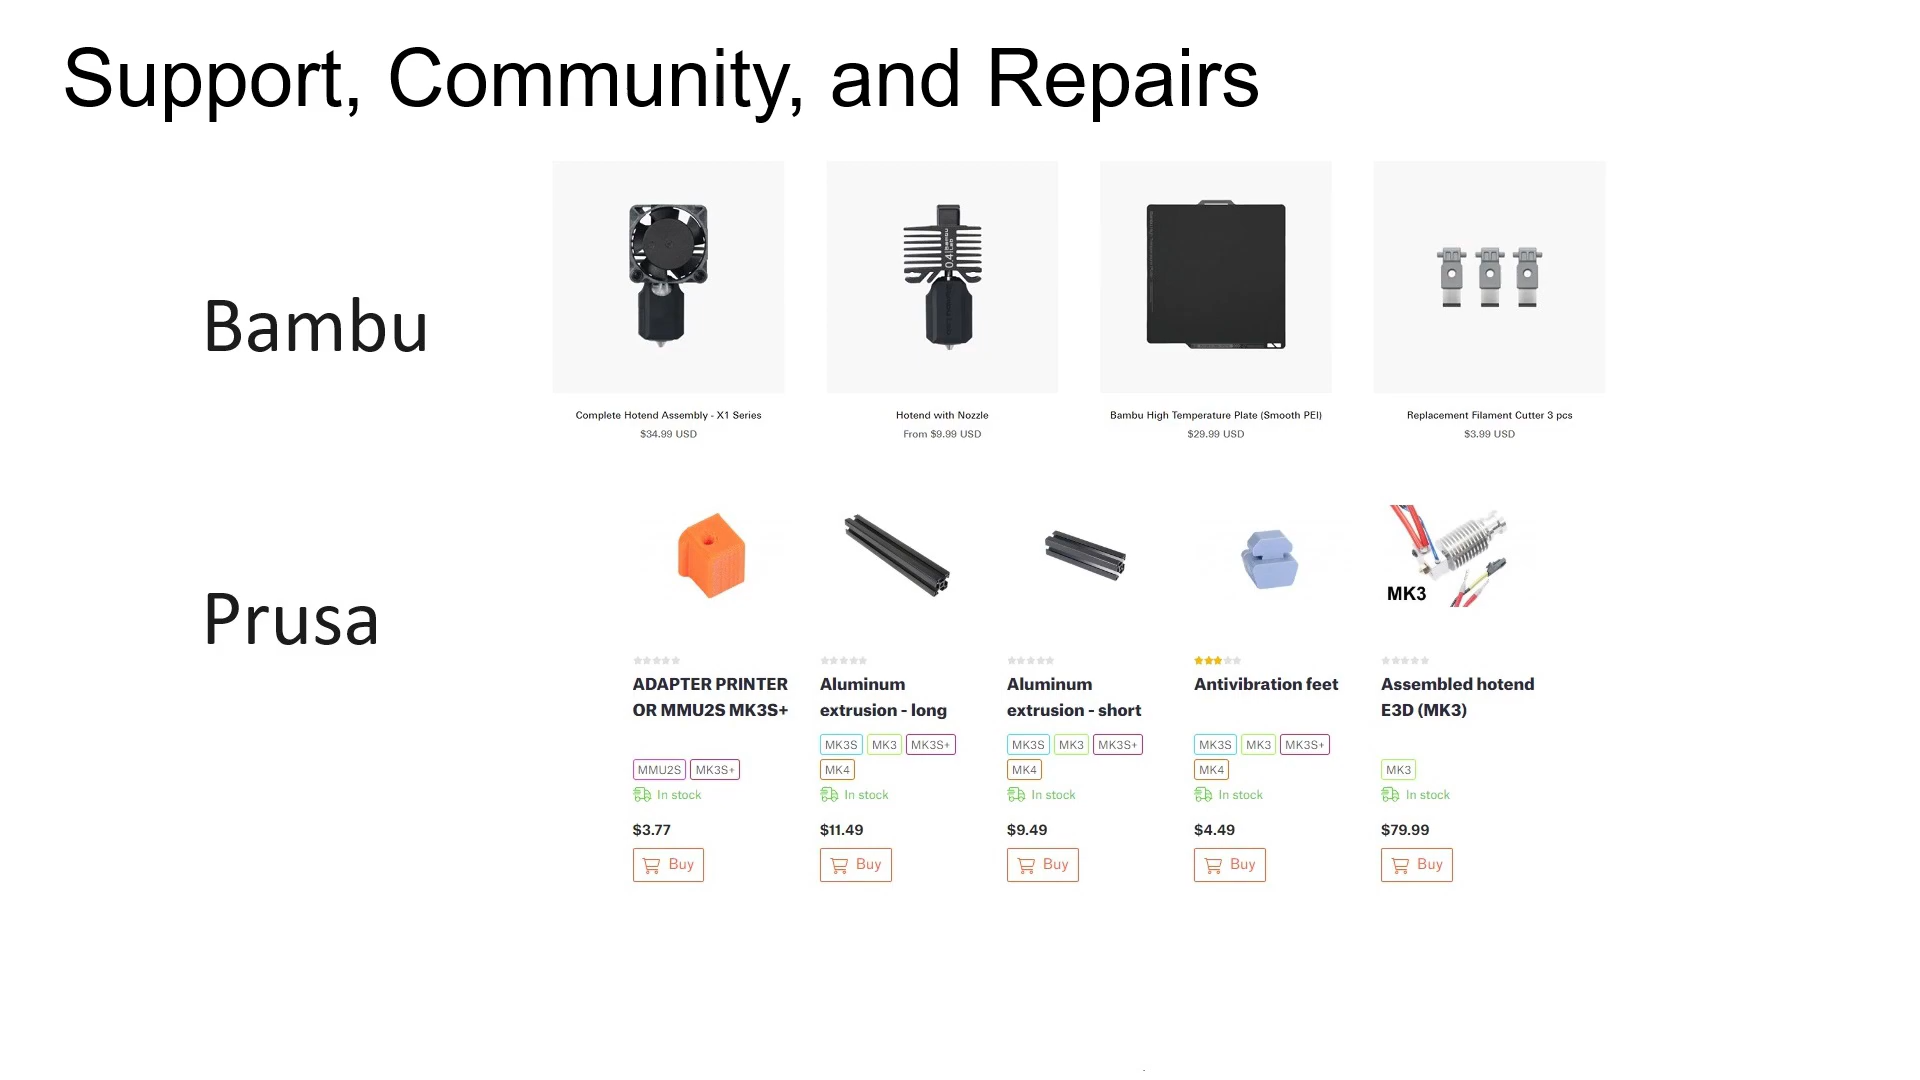 Support, Community, and Repairs
Bambu
Complete Hotend Assembly - X1 Series
$34.99 USD
Hotend with Nozzle
From $9.99 USD
Bambu High Temperature Plate (Smooth PEI)
$29.99 USD
Replacement Filament Cutter 3 pcs
$3.99 USD
Prusa
ADAPTER PRINTER
OR MMU2S MK3S+
MMU2S MK3S+
In stock
$3.77
Buy
Aluminum
extrusion - long
MK3S MK3 MK3S+
MK4
In stock
$11.49
Buy
Aluminum
extrusion - short
MK3S MK3 MK3S+
MK4
In stock
$9.49
Buy
Antivibration feet
MK3S MK3 MK3S+
MK4
In stock
$4.49
Buy
MK3
Assembled hotend
E3D (MK3)
MK3
In stock
$79.99
Buy